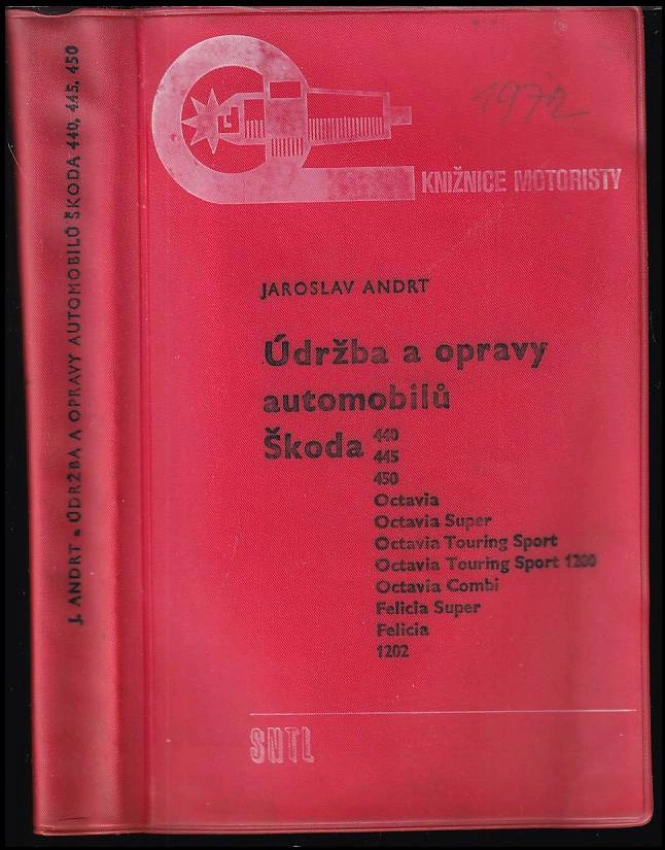 J. ANDRT ▪ ÚDRŽBA A OPRAVY AUTOMOBILŮ ŠKODA 440, 445, 450
1972
KNIŽNICE MOTORISTY
JAROSLAV ANDRT
Údržba a opravy
automobilů
Škoda 440
445
450
Octavia
Octavia Super
Octavia Touring Sport
Octavia Touring Sport 1200
Octavia Combi
Felicia Super
Felicia
1202
SNTL